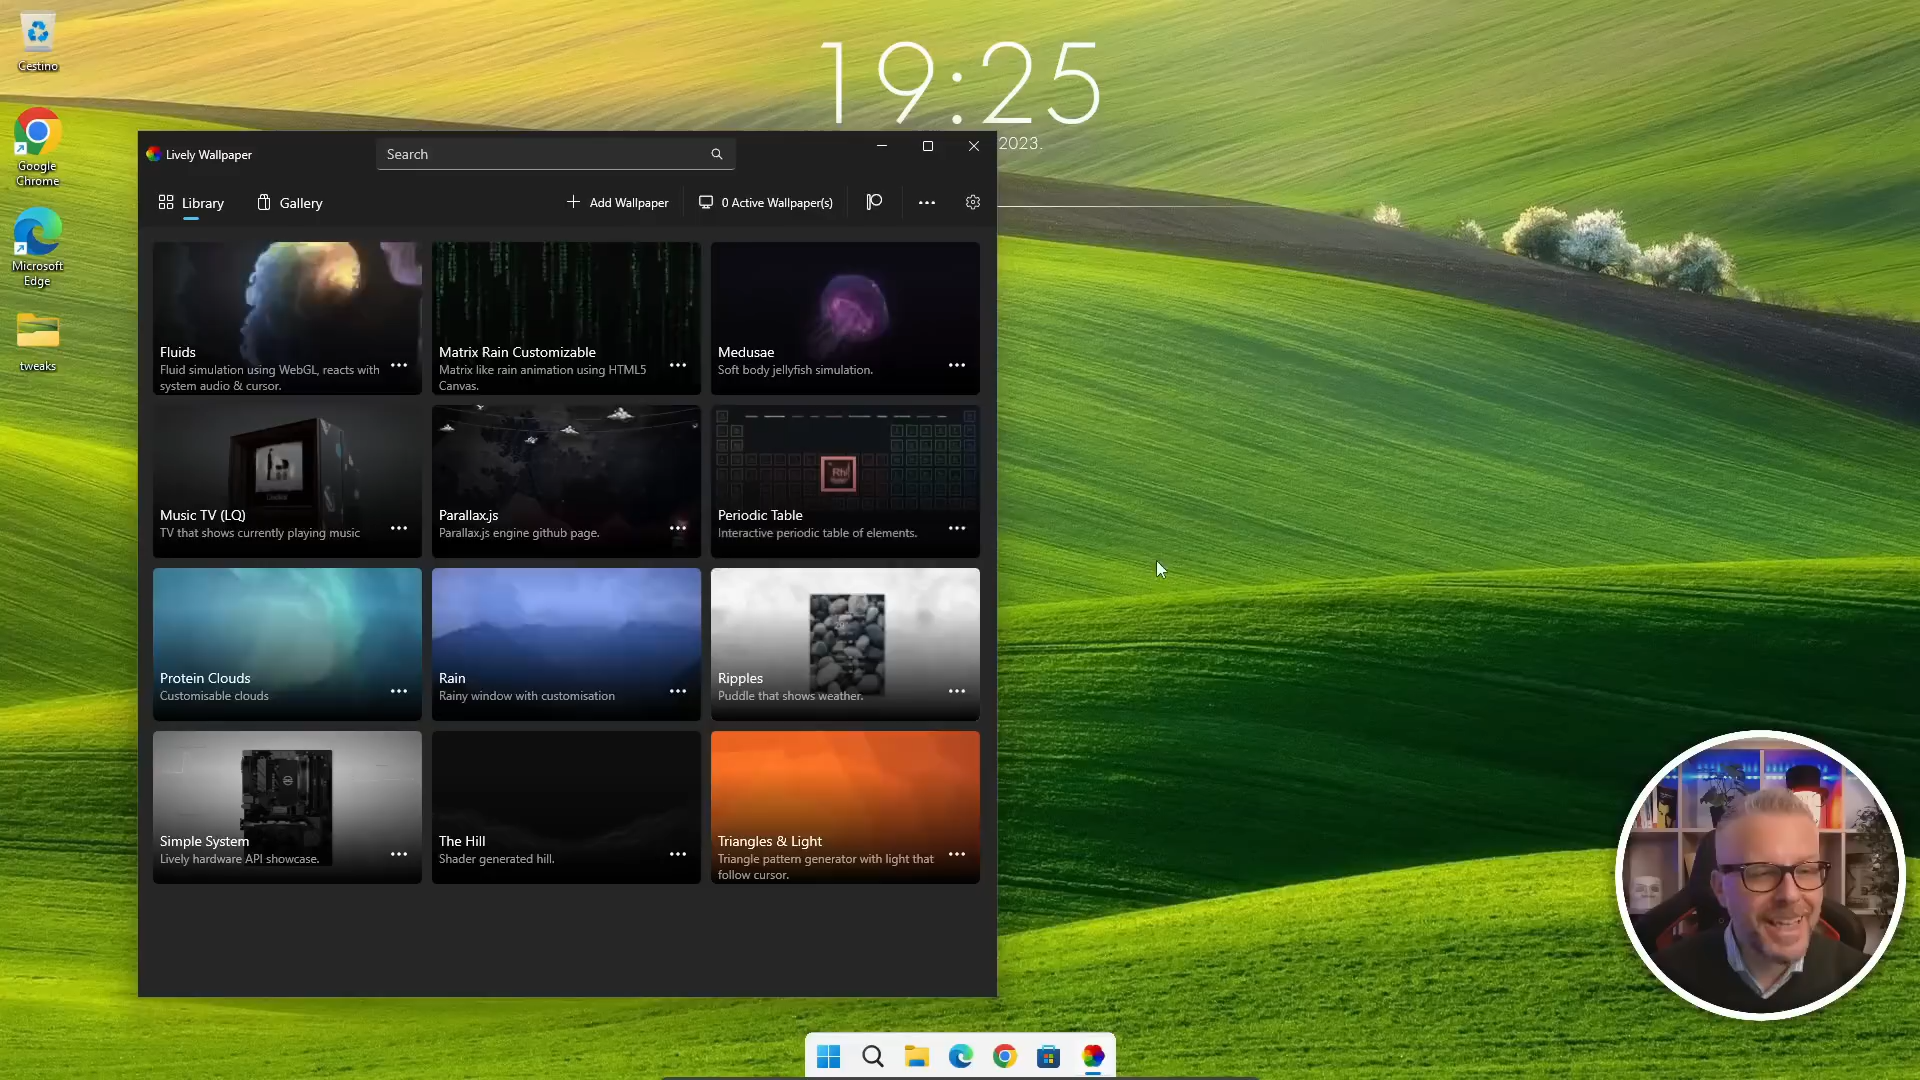 Cestino
Google
Chrome
Microsoft
Edge
tweaks
19:25
2023.
Lively Wallpaper
Search
Library
Gallery
Add Wallpaper
0 Active Wallpaper(s)
Fluids
Fluid simulation using WebGL, reacts with
system audio & cursor.
Matrix Rain Customizable
Matrix like rain animation using HTML5
Canvas.
Medusae
Soft body jellyfish simulation.
Music TV (LQ)
TV that shows currently playing music
Parallax.js
Parallax.js engine github page.
Rh
Periodic Table
Interactive periodic table of elements.
Protein Clouds
Customisable clouds
Rain
Rainy window with customisation
Ripples
Puddle that shows weather.
Simple System
Lively hardware API showcase.
The Hill
Shader generated hill.
Triangles & Light
Triangle pattern generator with light that
follow cursor.